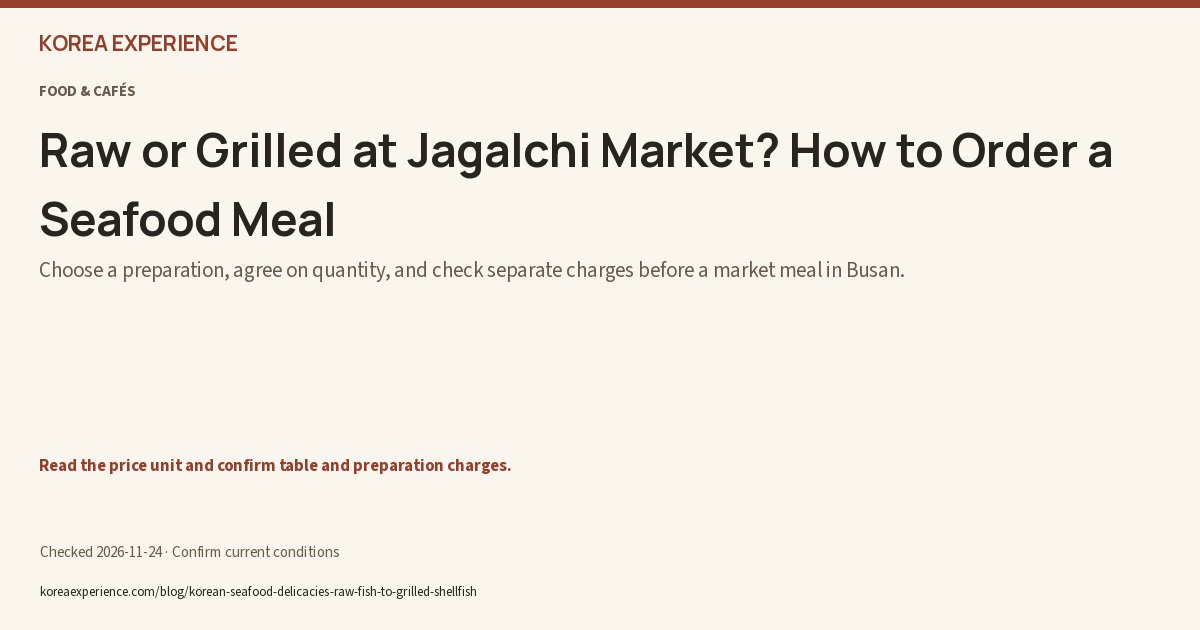 KOREA EXPERIENCE
FOOD & CAFÉS
Raw or Grilled at Jagalchi Market? How to Order a
Seafood Meal
Choose a preparation, agree on quantity, and check separate charges before a market meal in Busan.
Read the price unit and confirm table and preparation charges.
Checked 2026-11-24 · Confirm current conditions
koreaexperience.com/blog/korean-seafood-delicacies-raw-fish-to-grilled-shellfish